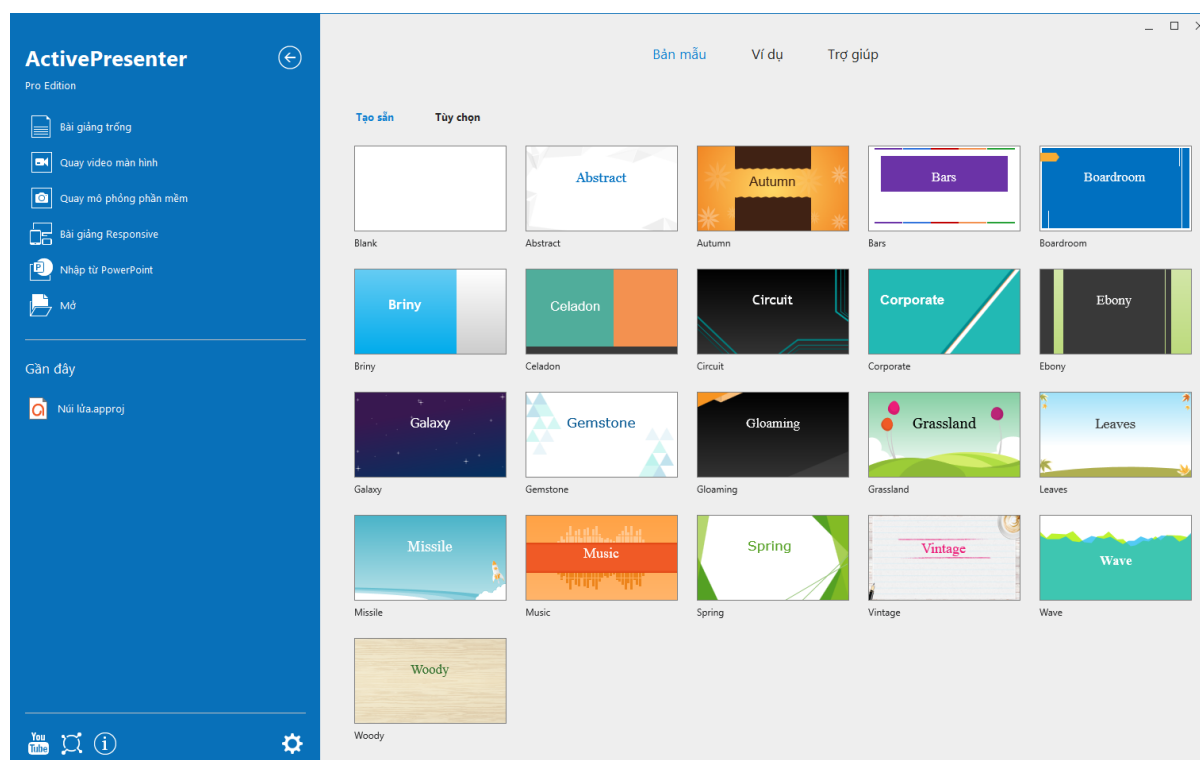 ActivePresenter
Pro Edition
Bài giảng trống
Quay video màn hình
Quay mô phỏng phần mềm
Bài giảng Responsive
Nhập từ PowerPoint
Mở
Gần đây
Núi lửa.approj
You
Tube
Bản mẫu Ví dụ Trợ giúp
Tạo sẵn Tùy chọn
Abstract Autumn Bars Boardroom
Blank Abstract Autumn Bars Boardroom
Briny Celadon Circuit Corporate Ebony
Briny Celadon Circuit Corporate Ebony
Galaxy Gemstone Gloaming Grassland Leaves
Galaxy Gemstone Gloaming Grassland Leaves
Missile Music Spring Vintage Wave
Missile Music Spring Vintage Wave
Woody
Woody